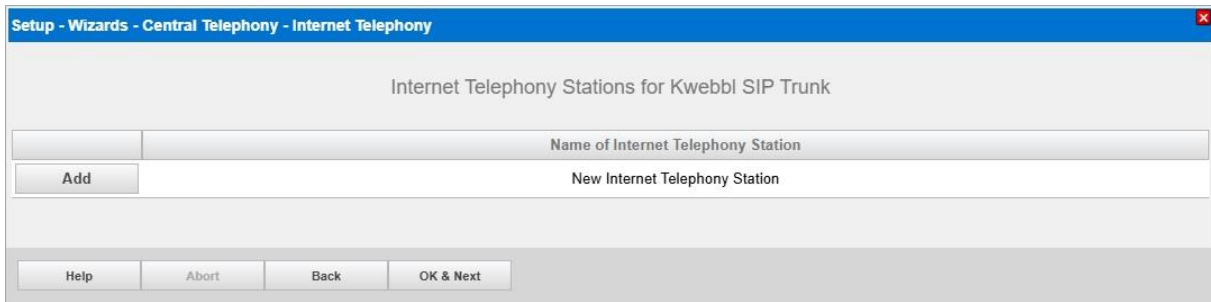 Setup - Wizards - Central Telephony - Internet Telephony
Internet Telephony Stations for Kwebbl SIP Trunk
Name of Internet Telephony Station
Add New Internet Telephony Station
Help Abort Back OK & Next